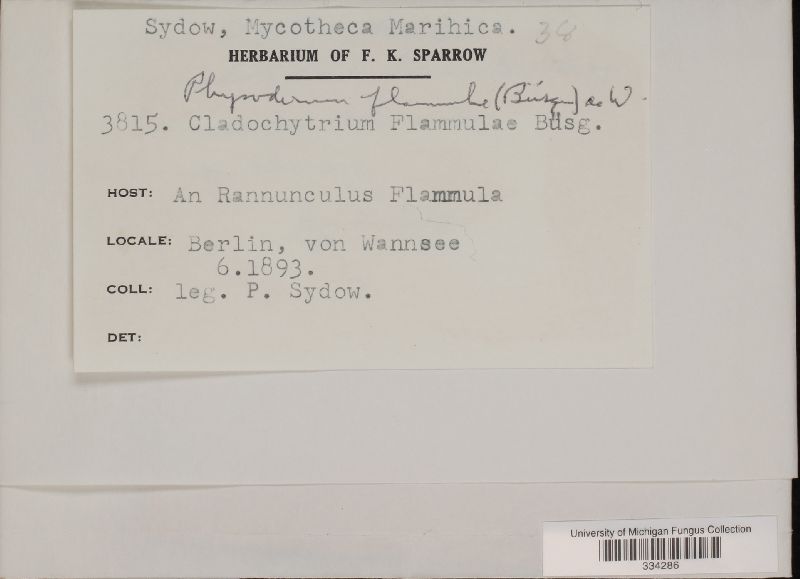 Sydow, Mycotheca Marihica. 38
HERBARIUM OF F. K. SPARROW
Physoderma flammulae (Büsg) de W.
3815. Cladochytrium Flammulae Büsg.
HOST: An Rannunculus Flammula
LOCALE: Berlin, von Wannsee
6.1893.
COLL: leg. P. Sydow.
DET:
University of Michigan Fungus Collection
334286